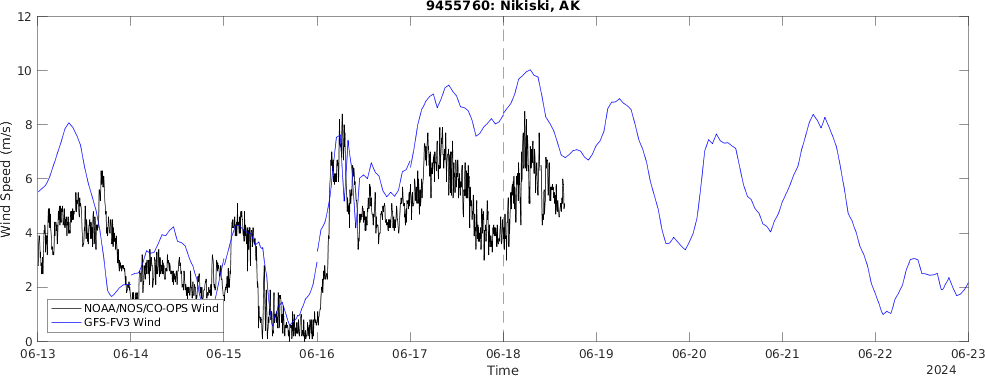 9455760: Nikiski, AK
12
10
8
6
4
2
0
Wind Speed (m/s)
NOAA/NOS/CO-OPS Wind
GFS-FV3 Wind
06-13 06-14 06-15 06-16 06-17 06-18 06-19 06-20 06-21 06-22 06-23
Time
2024